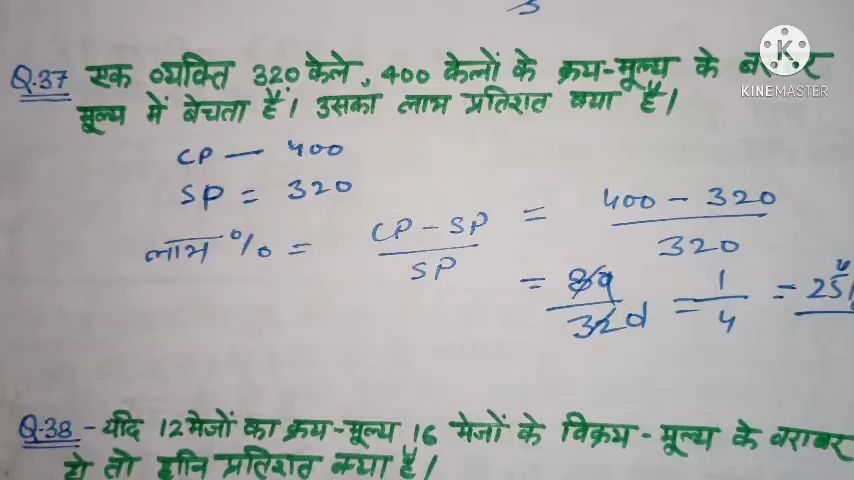 Q.37 एक व्यक्ति 320 केले, 400 केलों के क्रय-मूल्य के
मूल्य में बेचता है। उसका लाभ प्रतिशत क्या है।
KINEMASTER
CP — 400
SP = 320
लाभ % = CP - SP / SP = 400 - 320 / 320
= 80 / 320 = 1 / 4 = 25
Q.38 - यदि 12 मेजों का क्रय-मूल्य 16 मेजों के विक्रय-मूल्य के बराबर
हो तो हानि प्रतिशत क्या है।